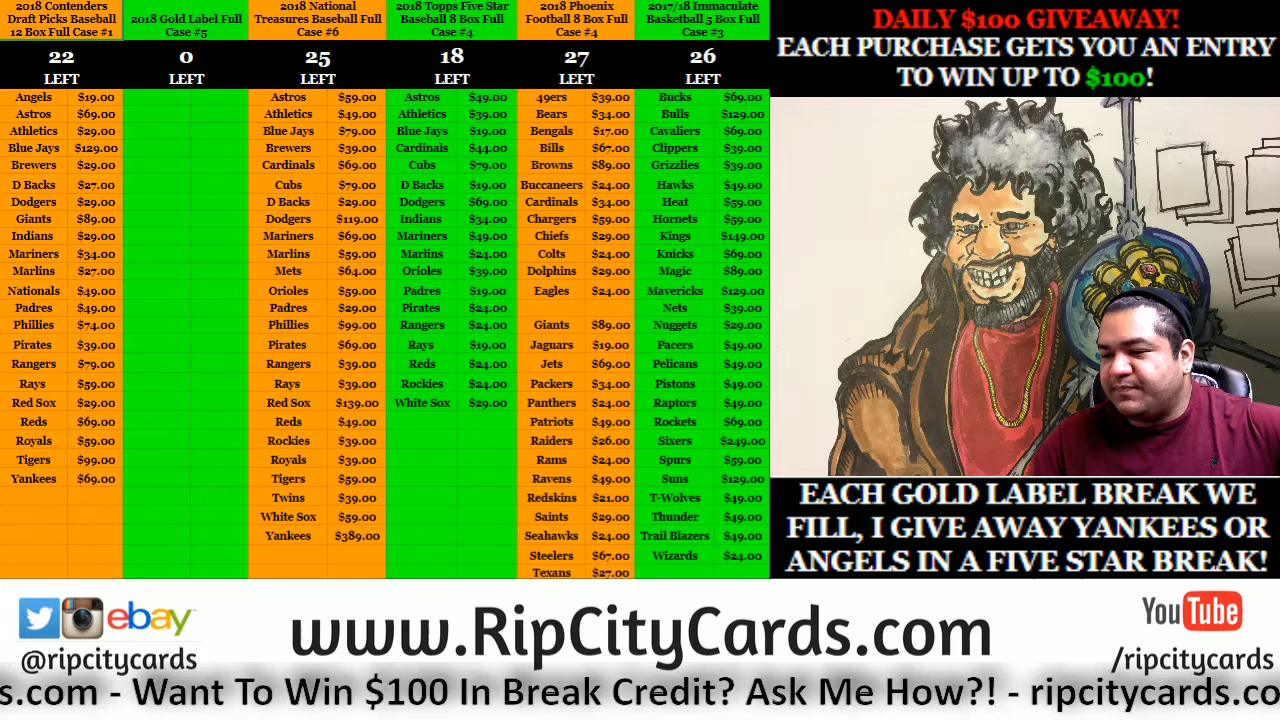 2018 Contenders
Draft Picks Baseball
12 Box Full Case #1
2018 Gold Label Full
Case #5
2018 National
Treasures Baseball Full
Case #6
2018 Topps Five Star
Baseball 8 Box Full
Case #4
2018 Phoenix
Football 8 Box Full
Case #4
2017/18 Immaculate
Basketball 5 Box Full
Case #3
22 0 25 18 27 26
LEFT LEFT LEFT LEFT LEFT LEFT
Angels $19.00
Astros $69.00
Athletics $29.00
Blue Jays $129.00
Brewers $29.00
D Backs $27.00
Dodgers $29.00
Giants $89.00
Indians $29.00
Mariners $34.00
Marlins $27.00
Nationals $49.00
Padres $49.00
Phillies $74.00
Pirates $39.00
Rangers $79.00
Rays $59.00
Red Sox $29.00
Reds $69.00
Royals $59.00
Tigers $99.00
Yankees $69.00
Astros $59.00
Athletics $49.00
Blue Jays $79.00
Brewers $39.00
Cardinals $69.00
Cubs $79.00
D Backs $29.00
Dodgers $119.00
Mariners $69.00
Marlins $59.00
Mets $64.00
Orioles $59.00
Padres $29.00
Phillies $99.00
Pirates $69.00
Rangers $39.00
Rays $39.00
Red Sox $139.00
Reds $49.00
Rockies $39.00
Royals $39.00
Tigers $59.00
Twins $39.00
White Sox $59.00
Yankees $389.00
Astros $49.00
Athletics $39.00
Blue Jays $19.00
Cardinals $44.00
Cubs $79.00
D Backs $19.00
Dodgers $69.00
Indians $34.00
Mariners $49.00
Marlins $24.00
Orioles $39.00
Padres $19.00
Pirates $24.00
Rangers $24.00
Rays $19.00
Reds $24.00
Rockies $24.00
White Sox $29.00
49ers $39.00
Bears $34.00
Bengals $17.00
Bills $67.00
Browns $89.00
Buccaneers $24.00
Cardinals $34.00
Chargers $59.00
Chiefs $29.00
Colts $24.00
Dolphins $29.00
Eagles $24.00
Giants $89.00
Jaguars $19.00
Jets $69.00
Packers $34.00
Panthers $24.00
Patriots $49.00
Raiders $26.00
Rams $24.00
Ravens $49.00
Redskins $21.00
Saints $29.00
Seahawks $24.00
Steelers $67.00
Texans $27.00
Bucks $69.00
Bulls $129.00
Cavaliers $69.00
Clippers $39.00
Grizzlies $39.00
Hawks $49.00
Heat $59.00
Hornets $59.00
Kings $149.00
Knicks $69.00
Magic $89.00
Mavericks $129.00
Nets $39.00
Nuggets $29.00
Pacers $49.00
Pelicans $49.00
Pistons $49.00
Raptors $49.00
Rockets $69.00
Sixers $249.00
Spurs $59.00
Suns $129.00
T-Wolves $49.00
Thunder $49.00
Trail Blazers $49.00
Wizards $24.00
DAILY $100 GIVEAWAY!
EACH PURCHASE GETS YOU AN ENTRY
TO WIN UP TO $100!
EACH GOLD LABEL BREAK WE
FILL, I GIVE AWAY YANKEES OR
ANGELS IN A FIVE STAR BREAK!
ebay
@ripcitycards
www.RipCityCards.com
YouTube
/ripcitycards
s.com - Want To Win $100 In Break Credit? Ask Me How?! - ripcitycards.co